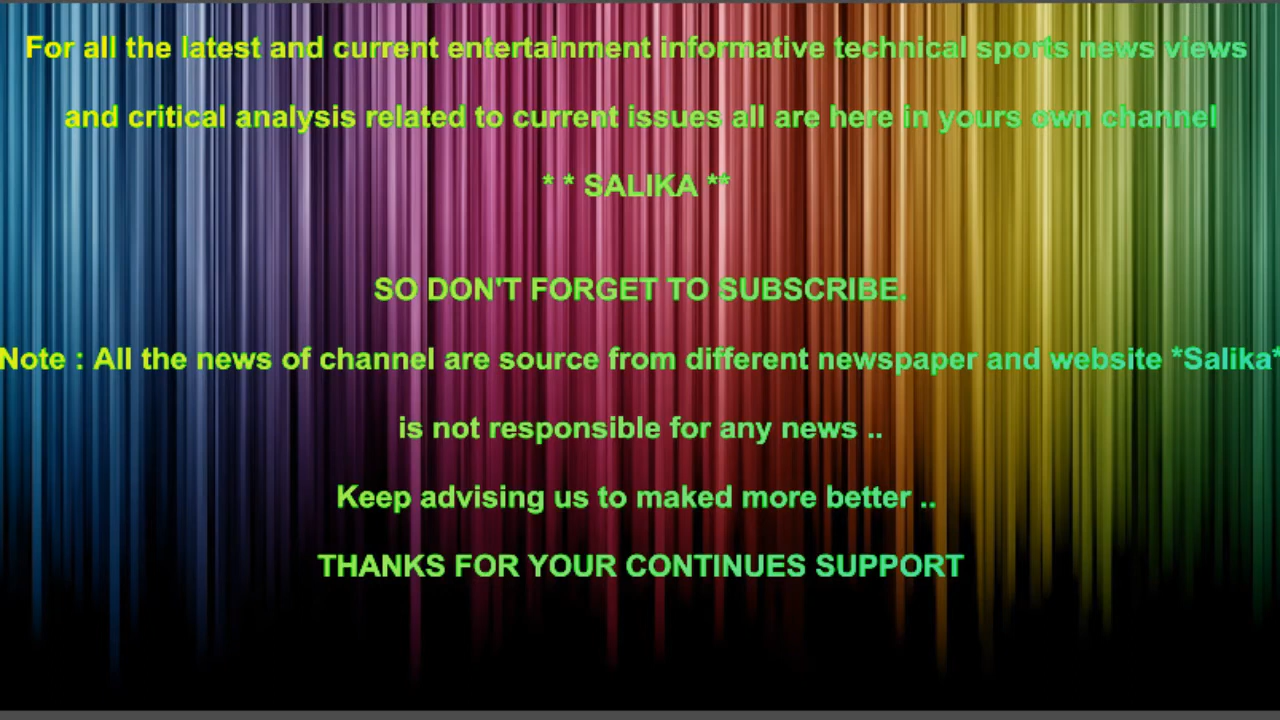 For all the latest and current entertainment informative technical sports news views
and critical analysis related to current issues all are here in yours own channel
* * SALIKA **
SO DON'T FORGET TO SUBSCRIBE.
Note : All the news of channel are source from different newspaper and website *Salika*
is not responsible for any news ..
Keep advising us to maked more better ..
THANKS FOR YOUR CONTINUES SUPPORT